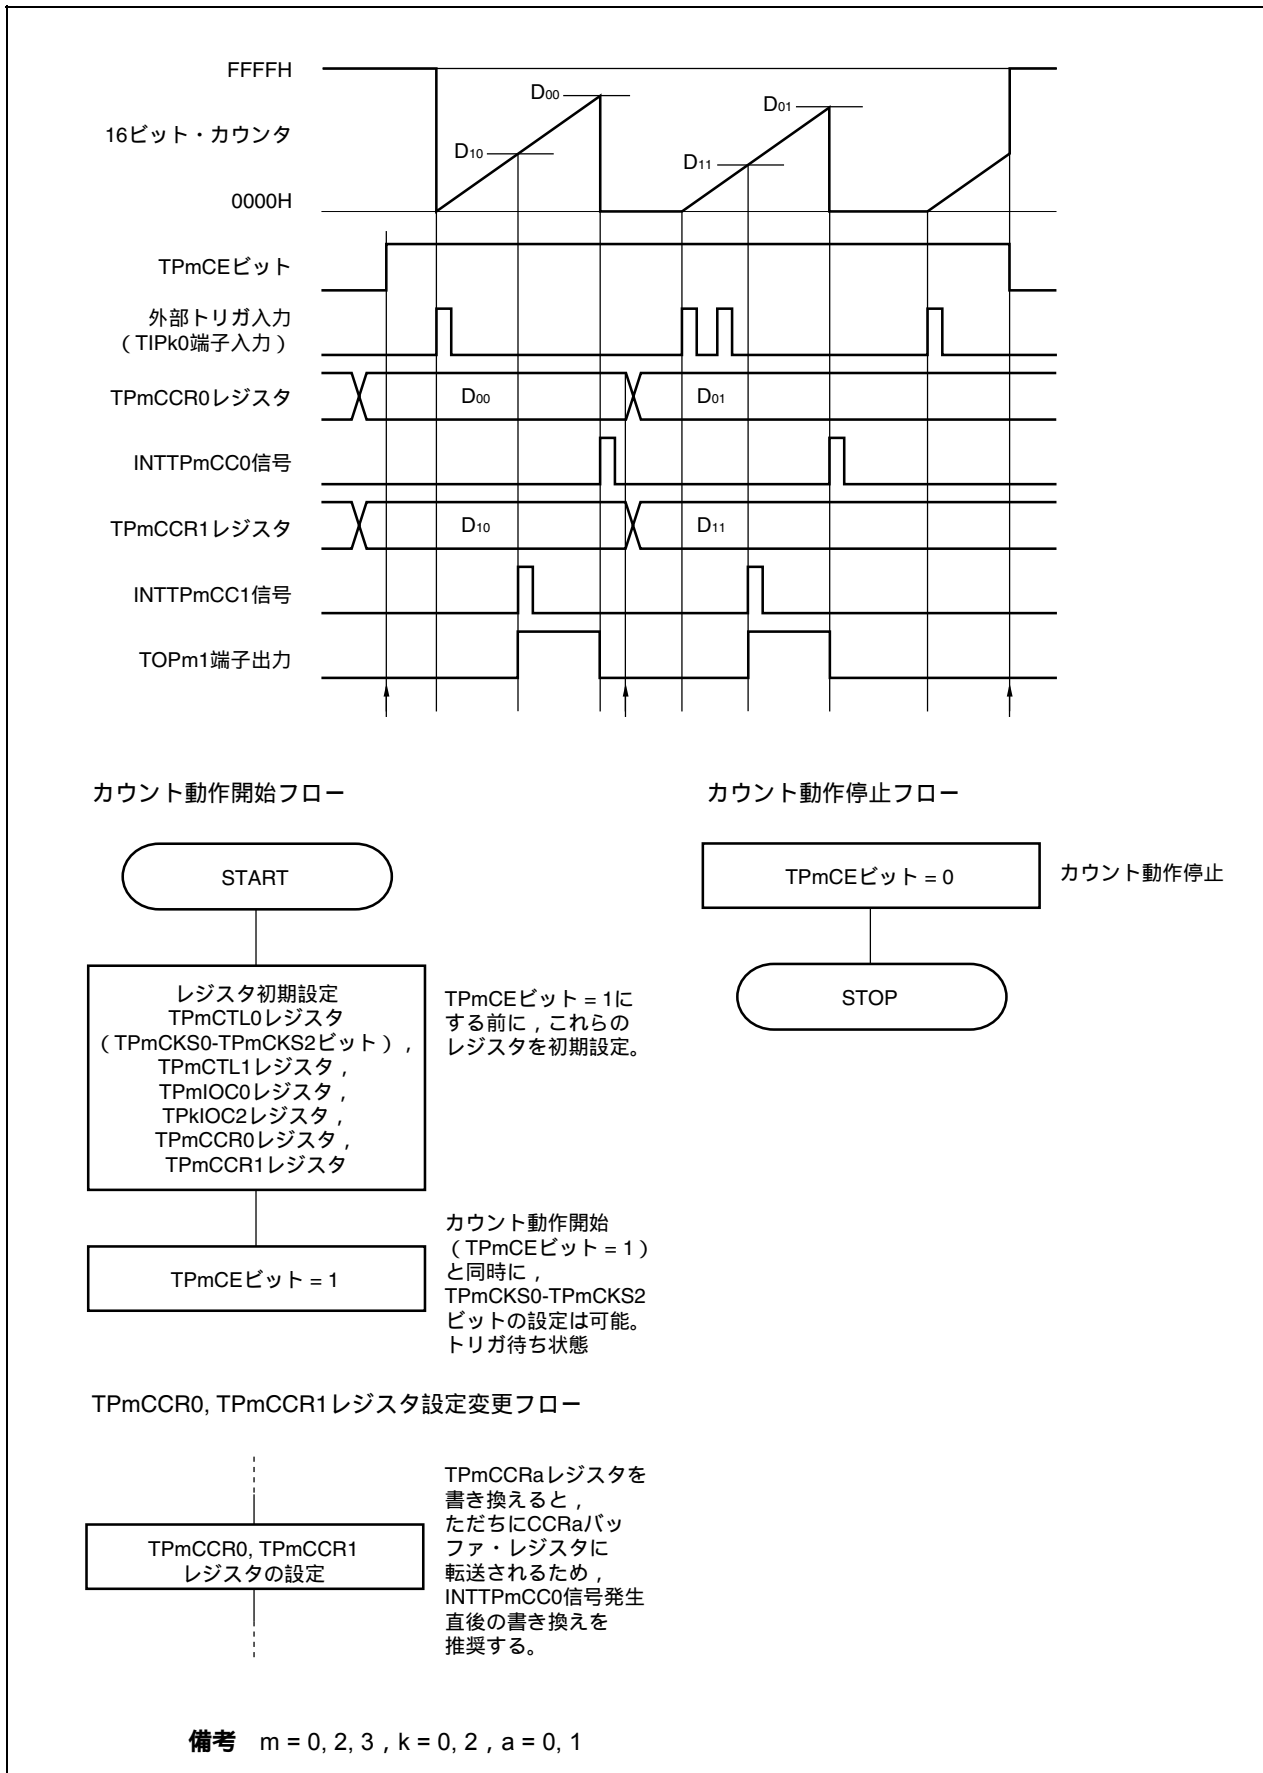 FFFFH
D00
D01
16ビット・カウンタ
D10
D11
0000H
TPmCEビット
外部トリガ入力
（TIPk0端子入力）
TPmCCR0レジスタ
D00
D01
INTTPmCC0信号
TPmCCR1レジスタ
D10
D11
INTTPmCC1信号
TOPm1端子出力
カウント動作開始フロー
START
レジスタ初期設定
TPmCTL0レジスタ
（TPmCKS0-TPmCKS2ビット），
TPmCTL1レジスタ，
TPmIOC0レジスタ，
TPkIOC2レジスタ，
TPmCCR0レジスタ，
TPmCCR1レジスタ
TPmCEビット = 1に
する前に，これらの
レジスタを初期設定。
TPmCEビット = 1
カウント動作開始
（TPmCEビット = 1）
と同時に，
TPmCKS0-TPmCKS2
ビットの設定は可能。
トリガ待ち状態
カウント動作停止フロー
TPmCEビット = 0
カウント動作停止
STOP
TPmCCR0, TPmCCR1レジスタ設定変更フロー
TPmCCR0, TPmCCR1
レジスタの設定
TPmCCRaレジスタを
書き換えると，
ただちにCCRaバッ
ファ・レジスタに
転送されるため，
INTTPmCC0信号発生
直後の書き換えを
推奨する。
備考　m = 0, 2, 3，k = 0, 2，a = 0, 1